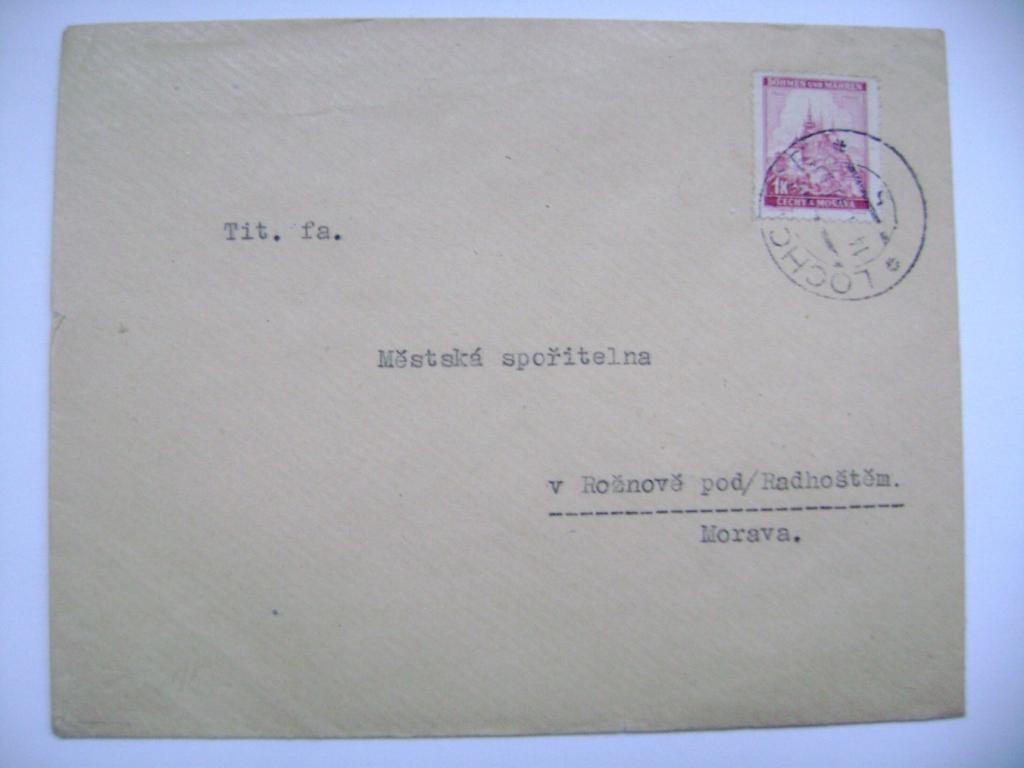 BÖHMEN UND MÄHREN
1K
ČECHY A MORAVA
Tit. fa.
Městská spořitelna
v Rožnově pod/Radhoštěm.
Morava.